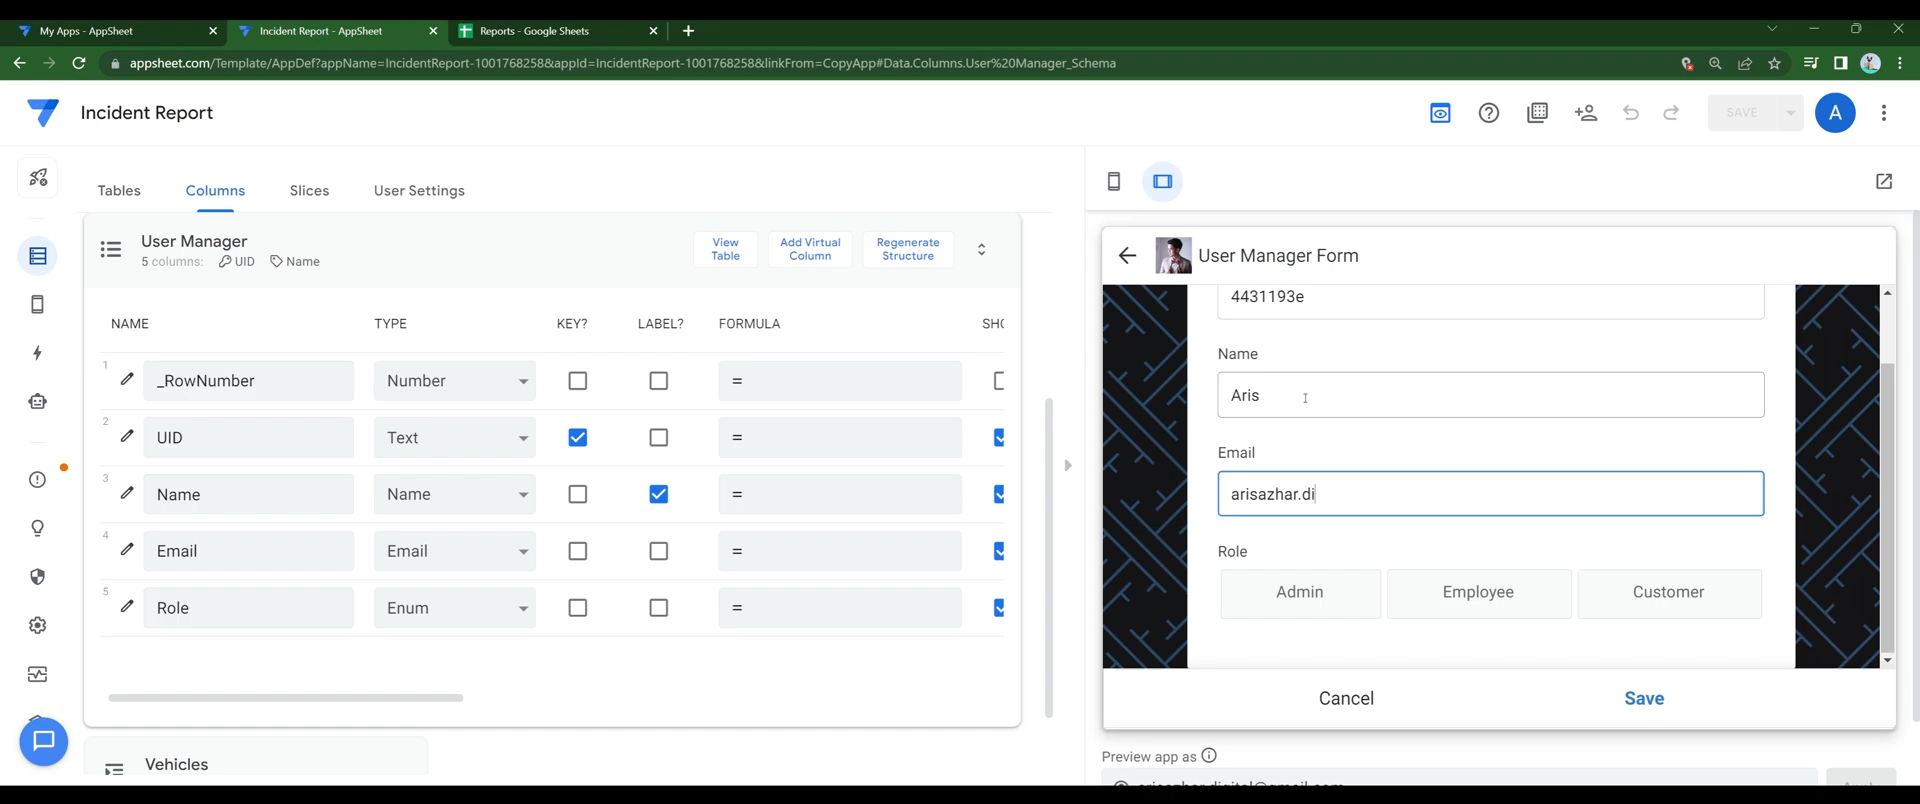 My Apps - AppSheet
Incident Report - AppSheet
Reports - Google Sheets
appsheet.com/Template/AppDef?appName=IncidentReport-1001768258&appId=IncidentReport-1001768258&linkFrom=CopyApp#Data.Columns.User%20Manager_Schema
Incident Report
SAVE
A
Tables
Columns
Slices
User Settings
User Manager
5 columns: UID Name
View Table
Add Virtual Column
Regenerate Structure
NAME TYPE KEY? LABEL? FORMULA
1 _RowNumber Number =
2 UID Text =
3 Name Name =
4 Email Email =
5 Role Enum =
Vehicles
User Manager Form
4431193e
Name
Aris
Email
arisazhar.di
Role
Admin Employee Customer
Cancel Save
Preview app as
arisazhar.digital@gmail.com